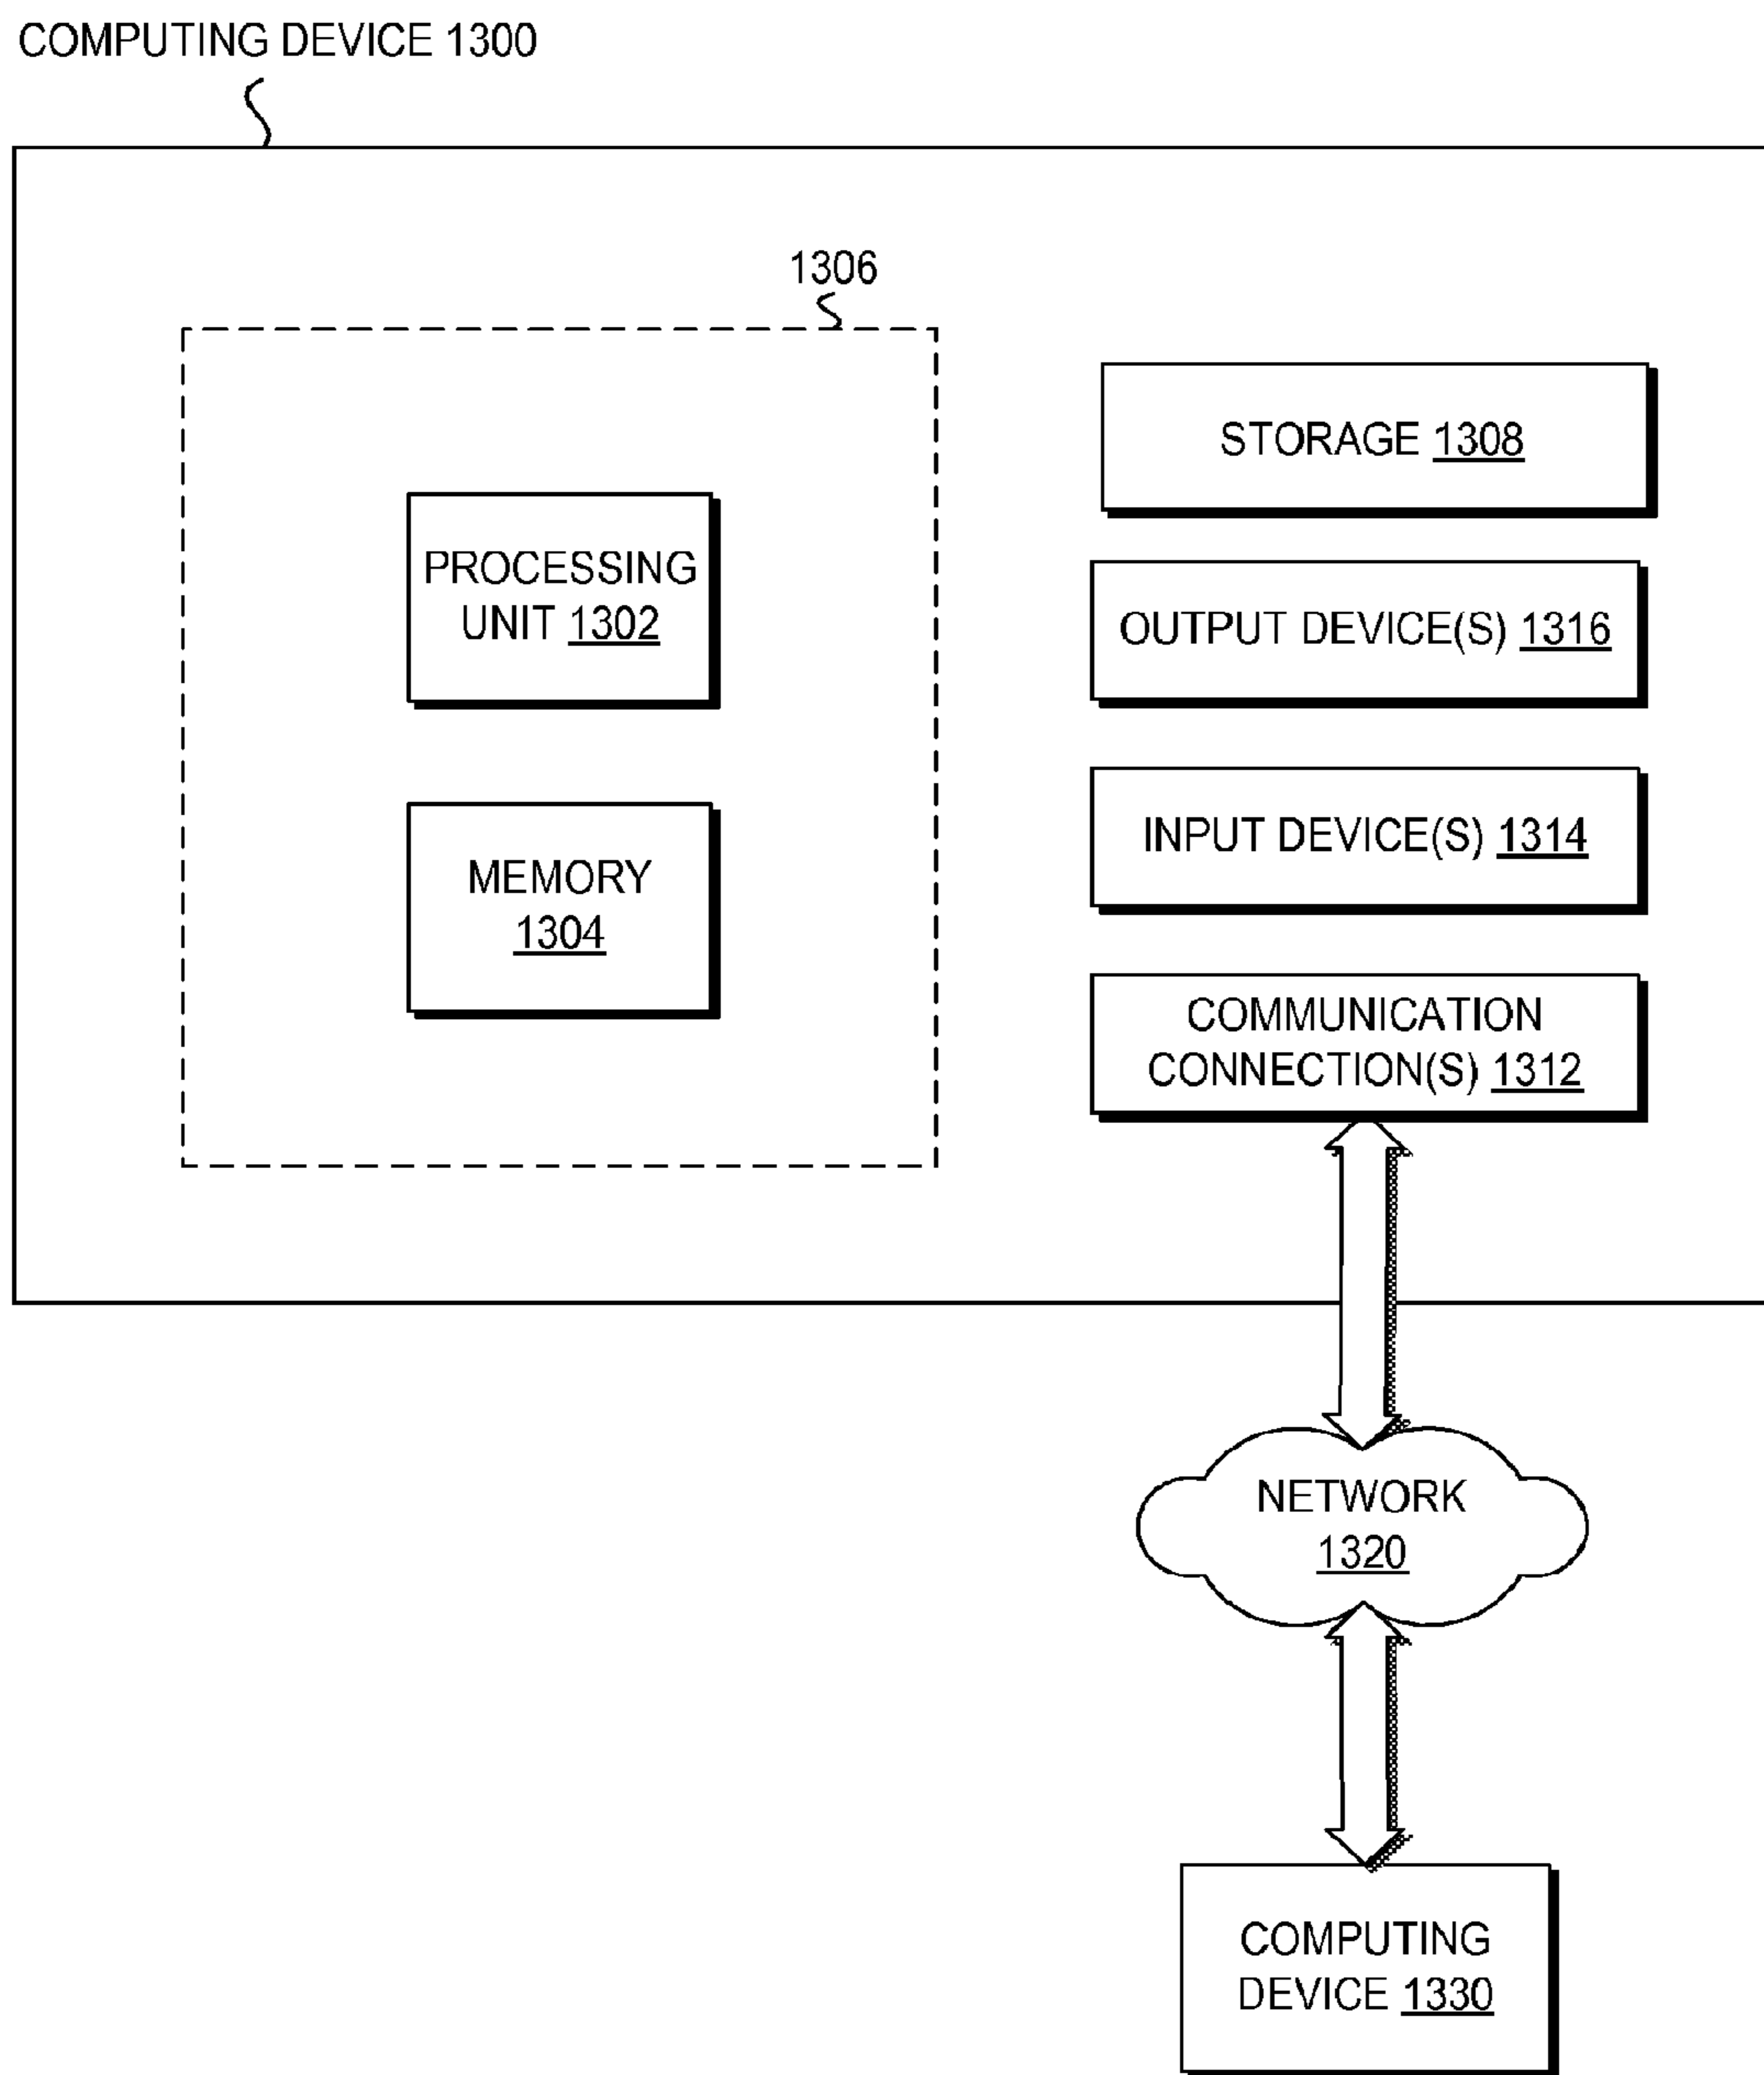 COMPUTING DEVICE 1300
1306
PROCESSING
UNIT 1302
MEMORY
1304
STORAGE 1308
OUTPUT DEVICE(S) 1316
INPUT DEVICE(S) 1314
COMMUNICATION
CONNECTION(S) 1312
NETWORK
1320
COMPUTING
DEVICE 1330